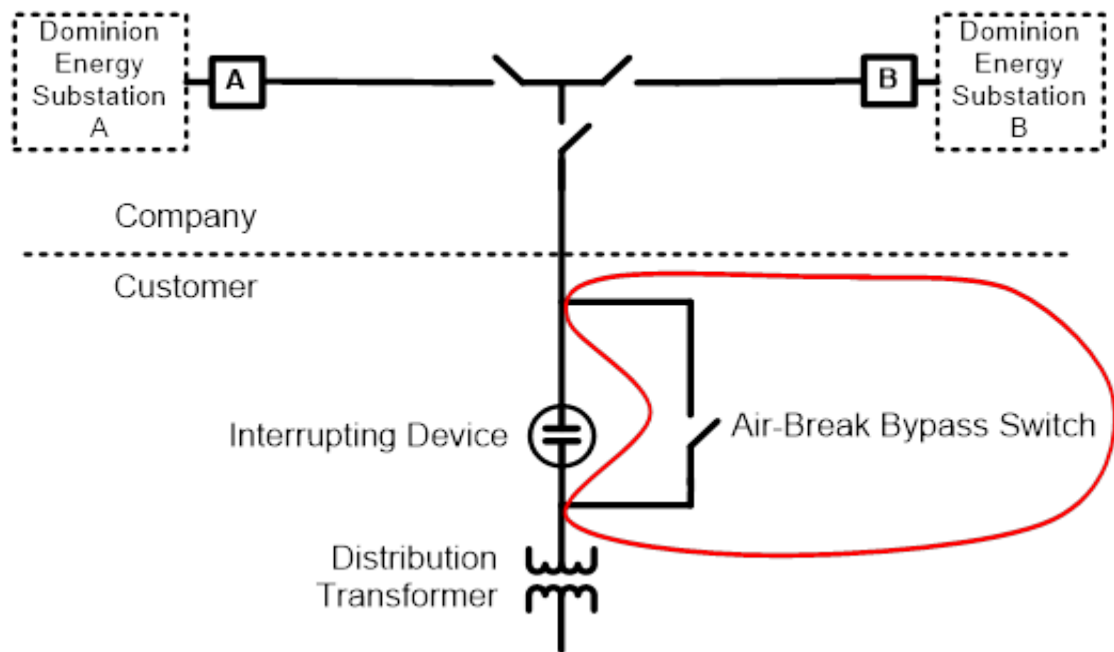 Dominion
Energy
Substation
A
A
B
Dominion
Energy
Substation
B
Company
Customer
Interrupting Device
Air-Break Bypass Switch
Distribution
Transformer